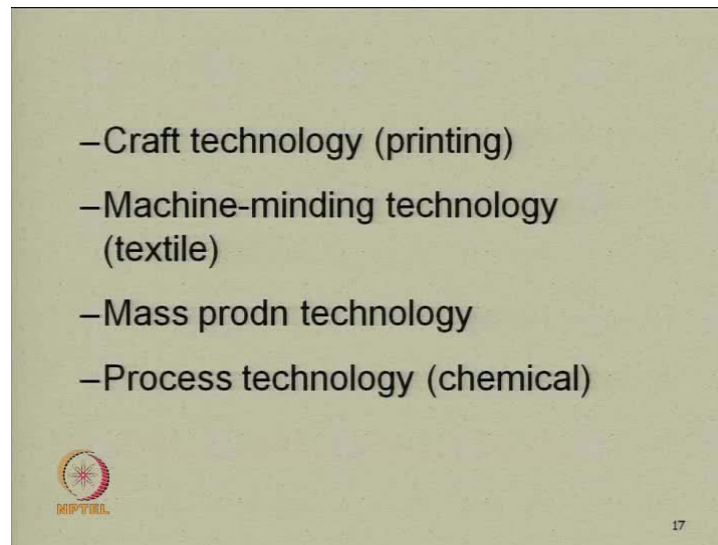 –Craft technology (printing)
–Machine-minding technology
(textile)
–Mass prodn technology
–Process technology (chemical)
NPTEL
17